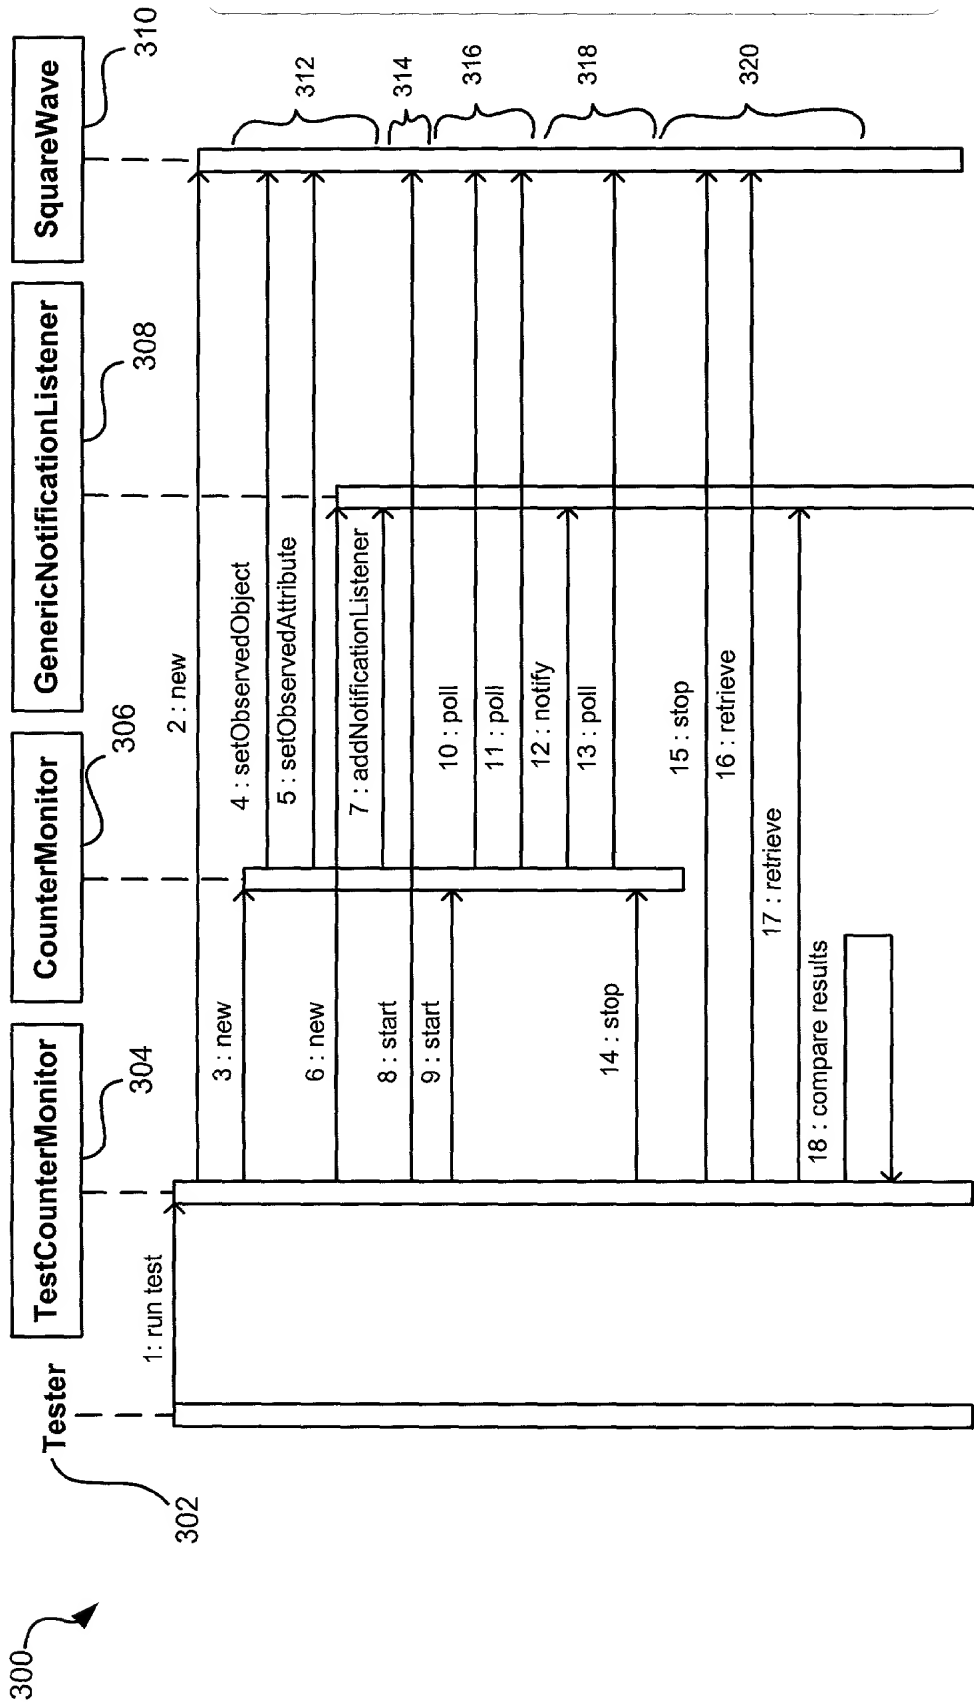 300
302
Tester
TestCounterMonitor
304
CounterMonitor
306
GenericNotificationListener
308
SquareWave
310
1: run test
2 : new
3 : new
4 : setObservedObject
5 : setObservedAttribute
6 : new
7 : addNotificationListener
8 : start
9 : start
10 : poll
11 : poll
12 : notify
13 : poll
14 : stop
15 : stop
16 : retrieve
17 : retrieve
18 : compare results
312
314
316
318
320